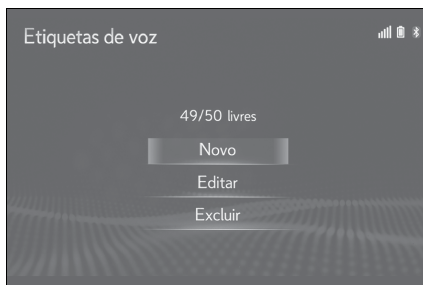 Etiquetas de voz
49/50 livres
Novo
Editar
Excluir